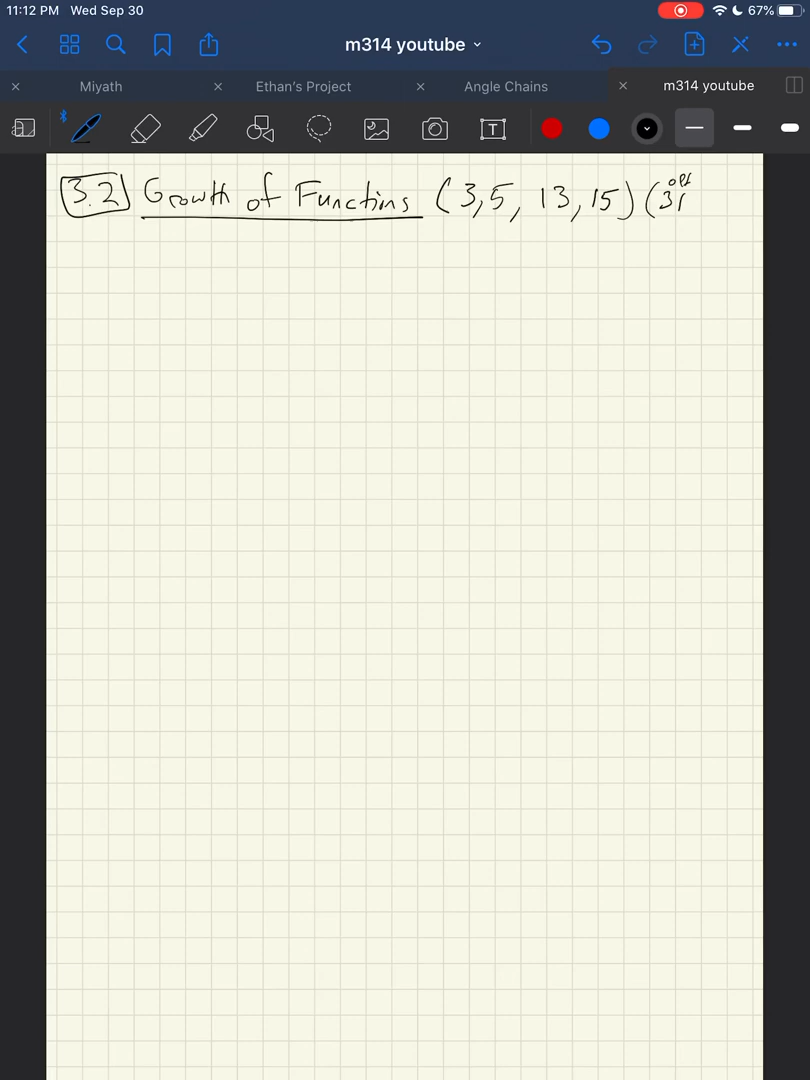 11:12 PM Wed Sep 30 67%
m314 youtube
Miyath Ethan's Project Angle Chains m314 youtube
T
3.2 Growth of Functions (3,5, 13, 15) (31